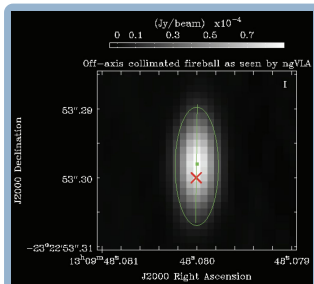 (Jy/beam) x10⁻⁴
0 0.1 0.3 0.5 0.7
Off-axis collimated fireball as seen by ngVLA
I
J2000 Declination
53".29
53".30
-23°22'53".31
13ʰ09ᵐ48ˢ.081 48ˢ.080 48ˢ.079
J2000 Right Ascension